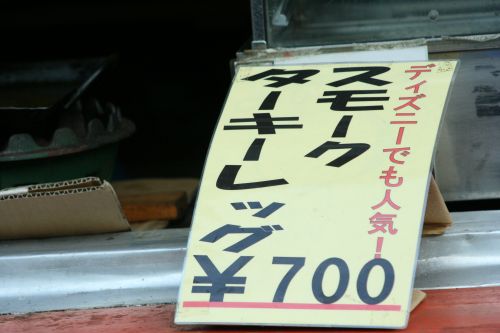 ディズニーでも人気!
スモーク
ターキーレッグ
¥700